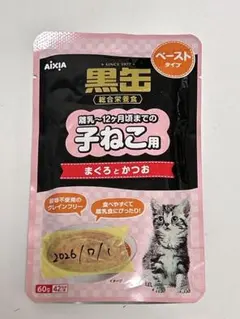 AIXIA
SINCE 1991
黒缶
総合栄養食
ペースト
タイプ
離乳〜12ヶ月頃までの
子ねこ用
まぐろとかつお
穀物不使用の
グレインフリー
食べやすくて
離乳食にぴったり!
2026/7/1
60g